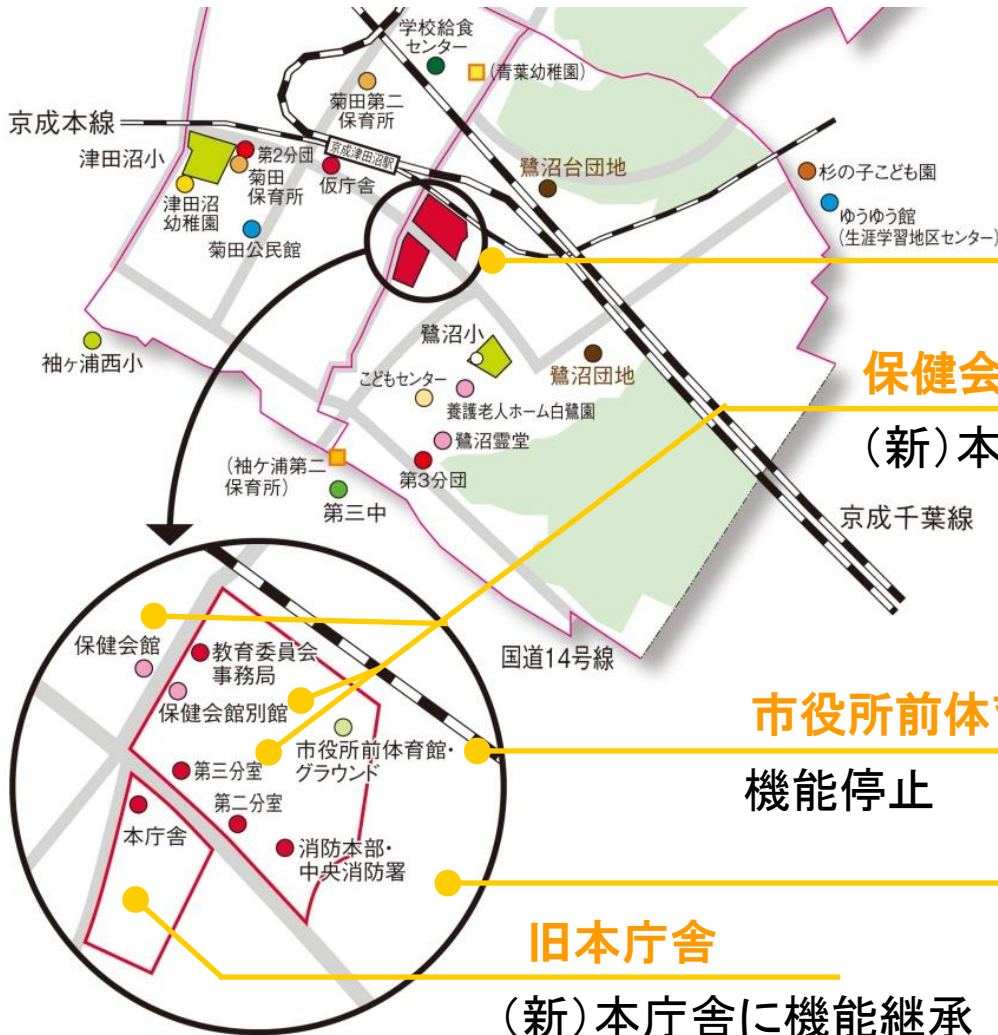 学校給食
センター
(青葉幼稚園)
菊田第二
保育所
京成本線
京成津田沼駅
津田沼小
第2分団
菊田
保育所
仮庁舎
鷺沼台団地
杉の子こども園
津田沼
幼稚園
ゆうゆう館
(生涯学習地区センター)
菊田公民館
鷺沼小
袖ヶ浦西小
こどもセンター
鷺沼団地
養護老人ホーム白鷺園
保健会
(新)本
鷺沼霊堂
(袖ケ浦第二
保育所)
第3分団
第三中
京成千葉線
国道14号線
保健会館
教育委員会
事務局
保健会館別館
市役所前体育館・
グラウンド
市役所前体
機能停止
第三分室
第二分室
本庁舎
消防本部・
中央消防署
旧本庁舎
(新)本庁舎に機能継承